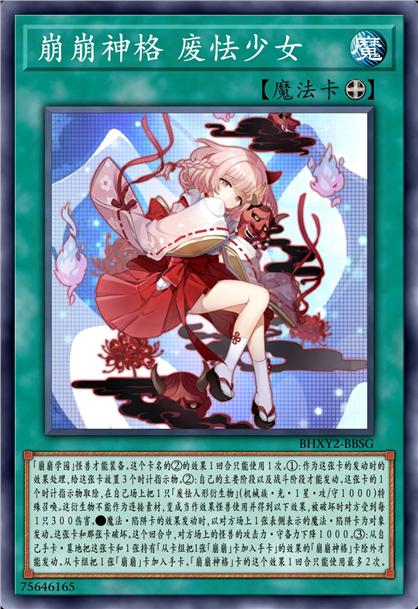 崩崩神格 废怯少女
魔
【魔法卡】
BHXY2-BBSG
「崩崩学园」怪兽才能装备。这个卡名的②的效果1回合只能使用1次。①:作为这张卡的发动时的
效果处理,给这张卡放置3个时计指示物。②:自己的主要阶段以及战斗阶段才能发动。这张卡的1
个时计指示物取除,在自己场上把1只「废怯人形衍生物」(机械族·光·1星·攻/守1000)特
殊召唤。这衍生物不能作为连接素材,变成当作效果怪兽使用并得到以下效果,被破坏时对方受到每
1只300伤害。●魔法·陷阱卡的效果发动时,以对方场上1张表侧表示的魔法·陷阱卡为对象
发动。这张卡和那张卡破坏。这个回合中,对方场上的怪兽的攻击力·守备力下降1000。③:从自
己手卡·墓地把这张卡和1张持有「从卡组把1张「崩崩」卡加入手卡」的效果的「崩崩神格」卡除外才
能发动。从卡组把1张「崩崩」卡加入手卡。「崩崩神格」卡的这个效果1回合只能使用最多2次。
75646165